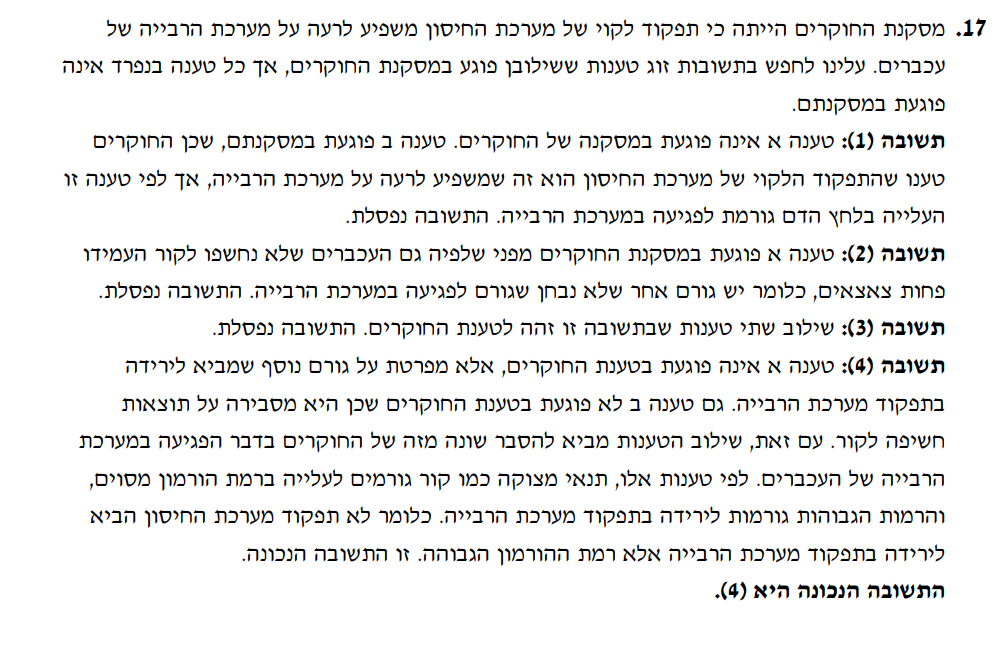 17. מסקנת החוקרים הייתה כי תפקוד לקוי של מערכת החיסון משפיע לרעה על מערכת הרבייה של
עכברים. עלינו לחפש בתשובות זוג טענות ששילובן פוגע במסקנת החוקרים, אך כל טענה בנפרד אינה
פוגעת במסקנתם.
תשובה (1): טענה א אינה פוגעת במסקנה של החוקרים. טענה ב פוגעת במסקנתם, שכן החוקרים
טענו שהתפקוד הלקוי של מערכת החיסון הוא זה שמשפיע לרעה על מערכת הרבייה, אך לפי טענה זו
העלייה בלחץ הדם גורמת לפגיעה במערכת הרבייה. התשובה נפסלת.
תשובה (2): טענה א פוגעת במסקנת החוקרים מפני שלפיה גם העכברים שלא נחשפו לקור העמידו
פחות צאצאים, כלומר יש גורם אחר שלא נבחן שגורם לפגיעה במערכת הרבייה. התשובה נפסלת.
תשובה (3): שילוב שתי טענות שבתשובה זו זהה לטענת החוקרים. התשובה נפסלת.
תשובה (4): טענה א אינה פוגעת בטענת החוקרים, אלא מפרטת על גורם נוסף שמביא לירידה
בתפקוד מערכת הרבייה. גם טענה ב לא פוגעת בטענת החוקרים שכן היא מסבירה על תוצאות
חשיפה לקור. עם זאת, שילוב הטענות מביא להסבר שונה מזה של החוקרים בדבר הפגיעה במערכת
הרבייה של העכברים. לפי טענות אלו, תנאי מצוקה כמו קור גורמים לעלייה ברמת הורמון מסוים,
והרמות הגבוהות גורמות לירידה בתפקוד מערכת הרבייה. כלומר לא תפקוד מערכת החיסון הביא
לירידה בתפקוד מערכת הרבייה אלא רמת ההורמון הגבוהה. זו התשובה הנכונה.
התשובה הנכונה היא (4).